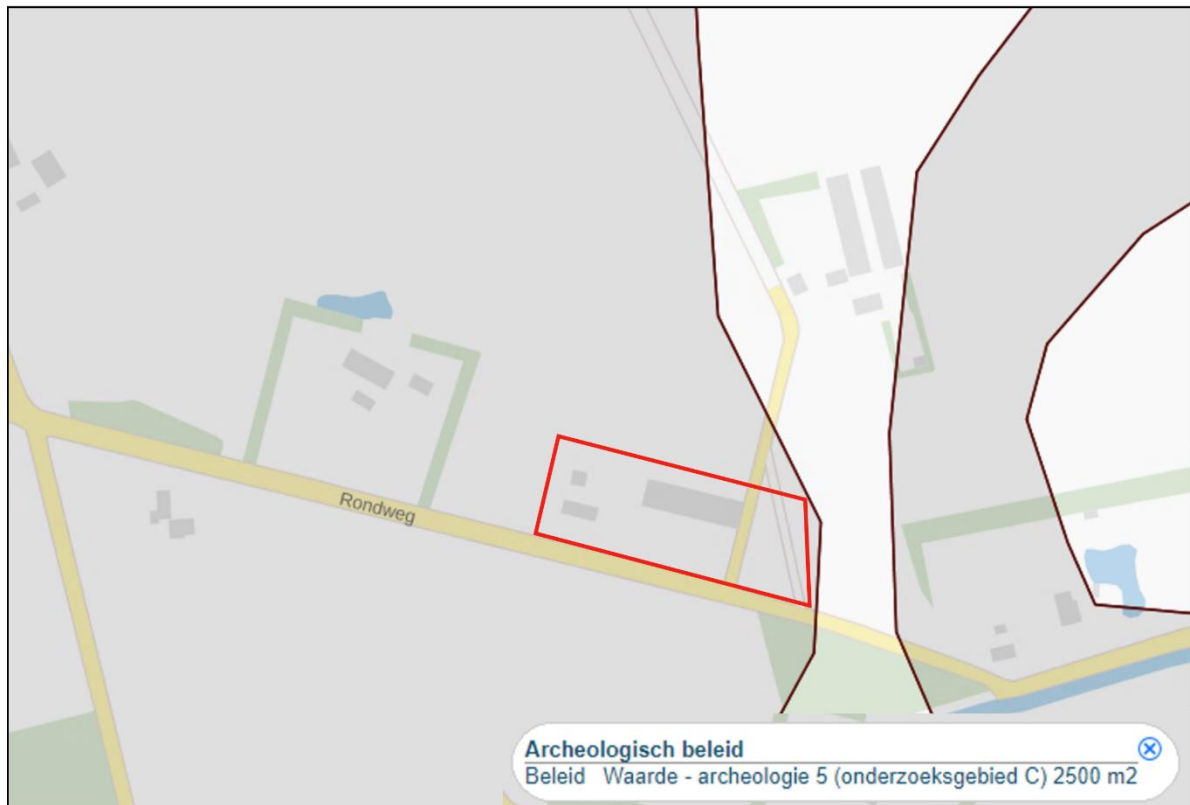 Rondweg
Archeologisch beleid
Beleid Waarde - archeologie 5 (onderzoeksgebied C) 2500 m2